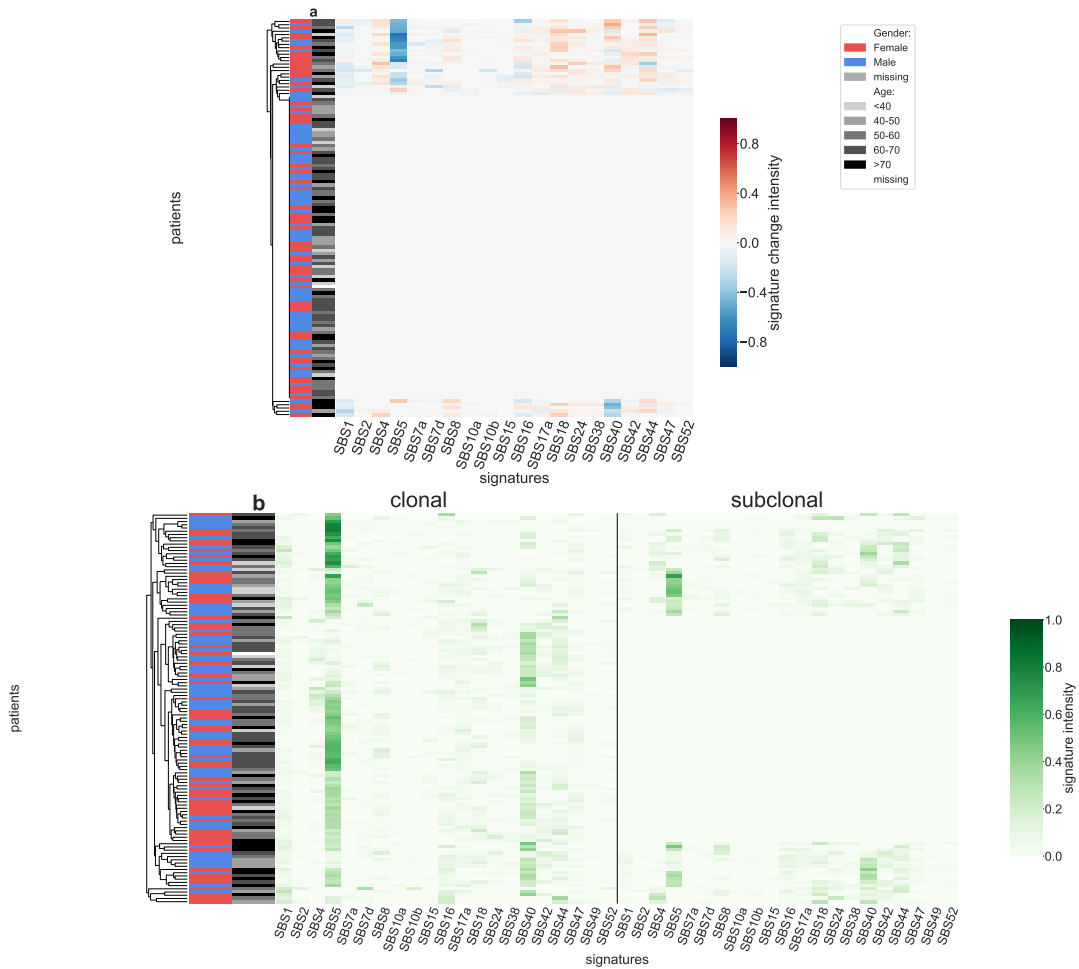 a
Gender:
Female
Male
missing
Age:
<40
40-50
50-60
60-70
>70
missing
patients
0.8
0.4
0.0
−0.4
−0.8
signature change intensity
SBS1 SBS2 SBS4 SBS5 SBS7a SBS7d SBS8 SBS10a SBS10b SBS15 SBS16 SBS17a SBS18 SBS24 SBS38 SBS40 SBS42 SBS44 SBS47 SBS52
signatures
b clonal subclonal
patients
1.0
0.8
0.6
0.4
0.2
0.0
signature intensity
SBS1 SBS2 SBS4 SBS5 SBS7a SBS7d SBS8 SBS10a SBS10b SBS15 SBS16 SBS17a SBS18 SBS24 SBS38 SBS40 SBS42 SBS44 SBS47 SBS49 SBS52 SBS1 SBS2 SBS4 SBS5 SBS7a SBS7d SBS8 SBS10a SBS10b SBS15 SBS16 SBS17a SBS18 SBS24 SBS38 SBS40 SBS42 SBS44 SBS47 SBS49 SBS52
signatures